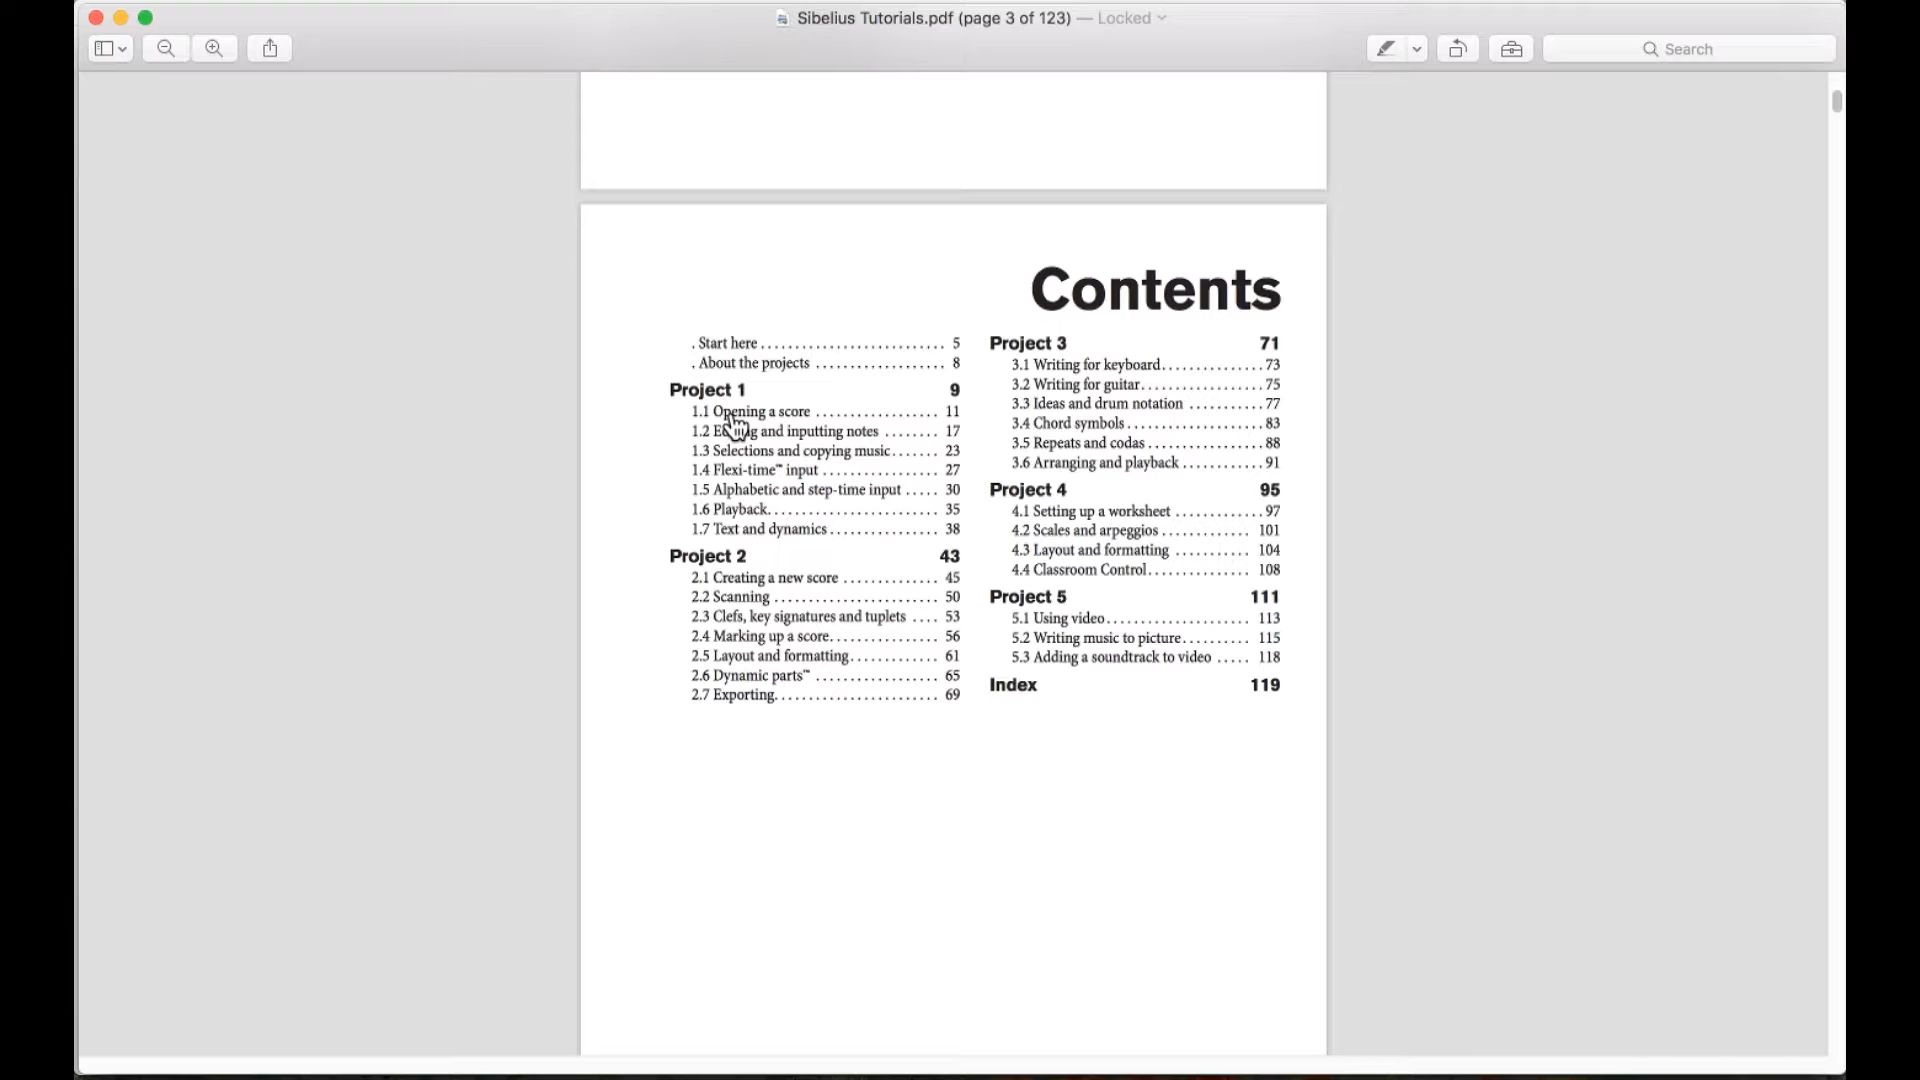 Sibelius Tutorials.pdf (page 3 of 123) — Locked
Search
Contents
. Start here . . . . . . . . . . . . . . . . . . . . . . . . . . 5
. About the projects . . . . . . . . . . . . . . . . . . 8
Project 1 9
1.1 Opening a score . . . . . . . . . . . . . . . . . 11
1.2 and inputting notes . . . . . . . . 17
1.3 Selections and copying music . . . . . . . 23
1.4 Flexi-time™ input . . . . . . . . . . . . . . . . 27
1.5 Alphabetic and step-time input . . . . . 30
1.6 Playback. . . . . . . . . . . . . . . . . . . . . . . . 35
1.7 Text and dynamics . . . . . . . . . . . . . . . 38
Project 2 43
2.1 Creating a new score . . . . . . . . . . . . . 45
2.2 Scanning . . . . . . . . . . . . . . . . . . . . . . . 50
2.3 Clefs, key signatures and tuplets . . . . 53
2.4 Marking up a score. . . . . . . . . . . . . . . 56
2.5 Layout and formatting. . . . . . . . . . . . 61
2.6 Dynamic parts™ . . . . . . . . . . . . . . . . . 65
2.7 Exporting. . . . . . . . . . . . . . . . . . . . . . . 69
Project 3 71
3.1 Writing for keyboard. . . . . . . . . . . . . . 73
3.2 Writing for guitar. . . . . . . . . . . . . . . . . 75
3.3 Ideas and drum notation . . . . . . . . . . . 77
3.4 Chord symbols . . . . . . . . . . . . . . . . . . . 83
3.5 Repeats and codas . . . . . . . . . . . . . . . . 88
3.6 Arranging and playback . . . . . . . . . . . . 91
Project 4 95
4.1 Setting up a worksheet . . . . . . . . . . . . 97
4.2 Scales and arpeggios . . . . . . . . . . . . . 101
4.3 Layout and formatting . . . . . . . . . . . 104
4.4 Classroom Control. . . . . . . . . . . . . . . 108
Project 5 111
5.1 Using video. . . . . . . . . . . . . . . . . . . . . 113
5.2 Writing music to picture. . . . . . . . . . 115
5.3 Adding a soundtrack to video . . . . . 118
Index 119